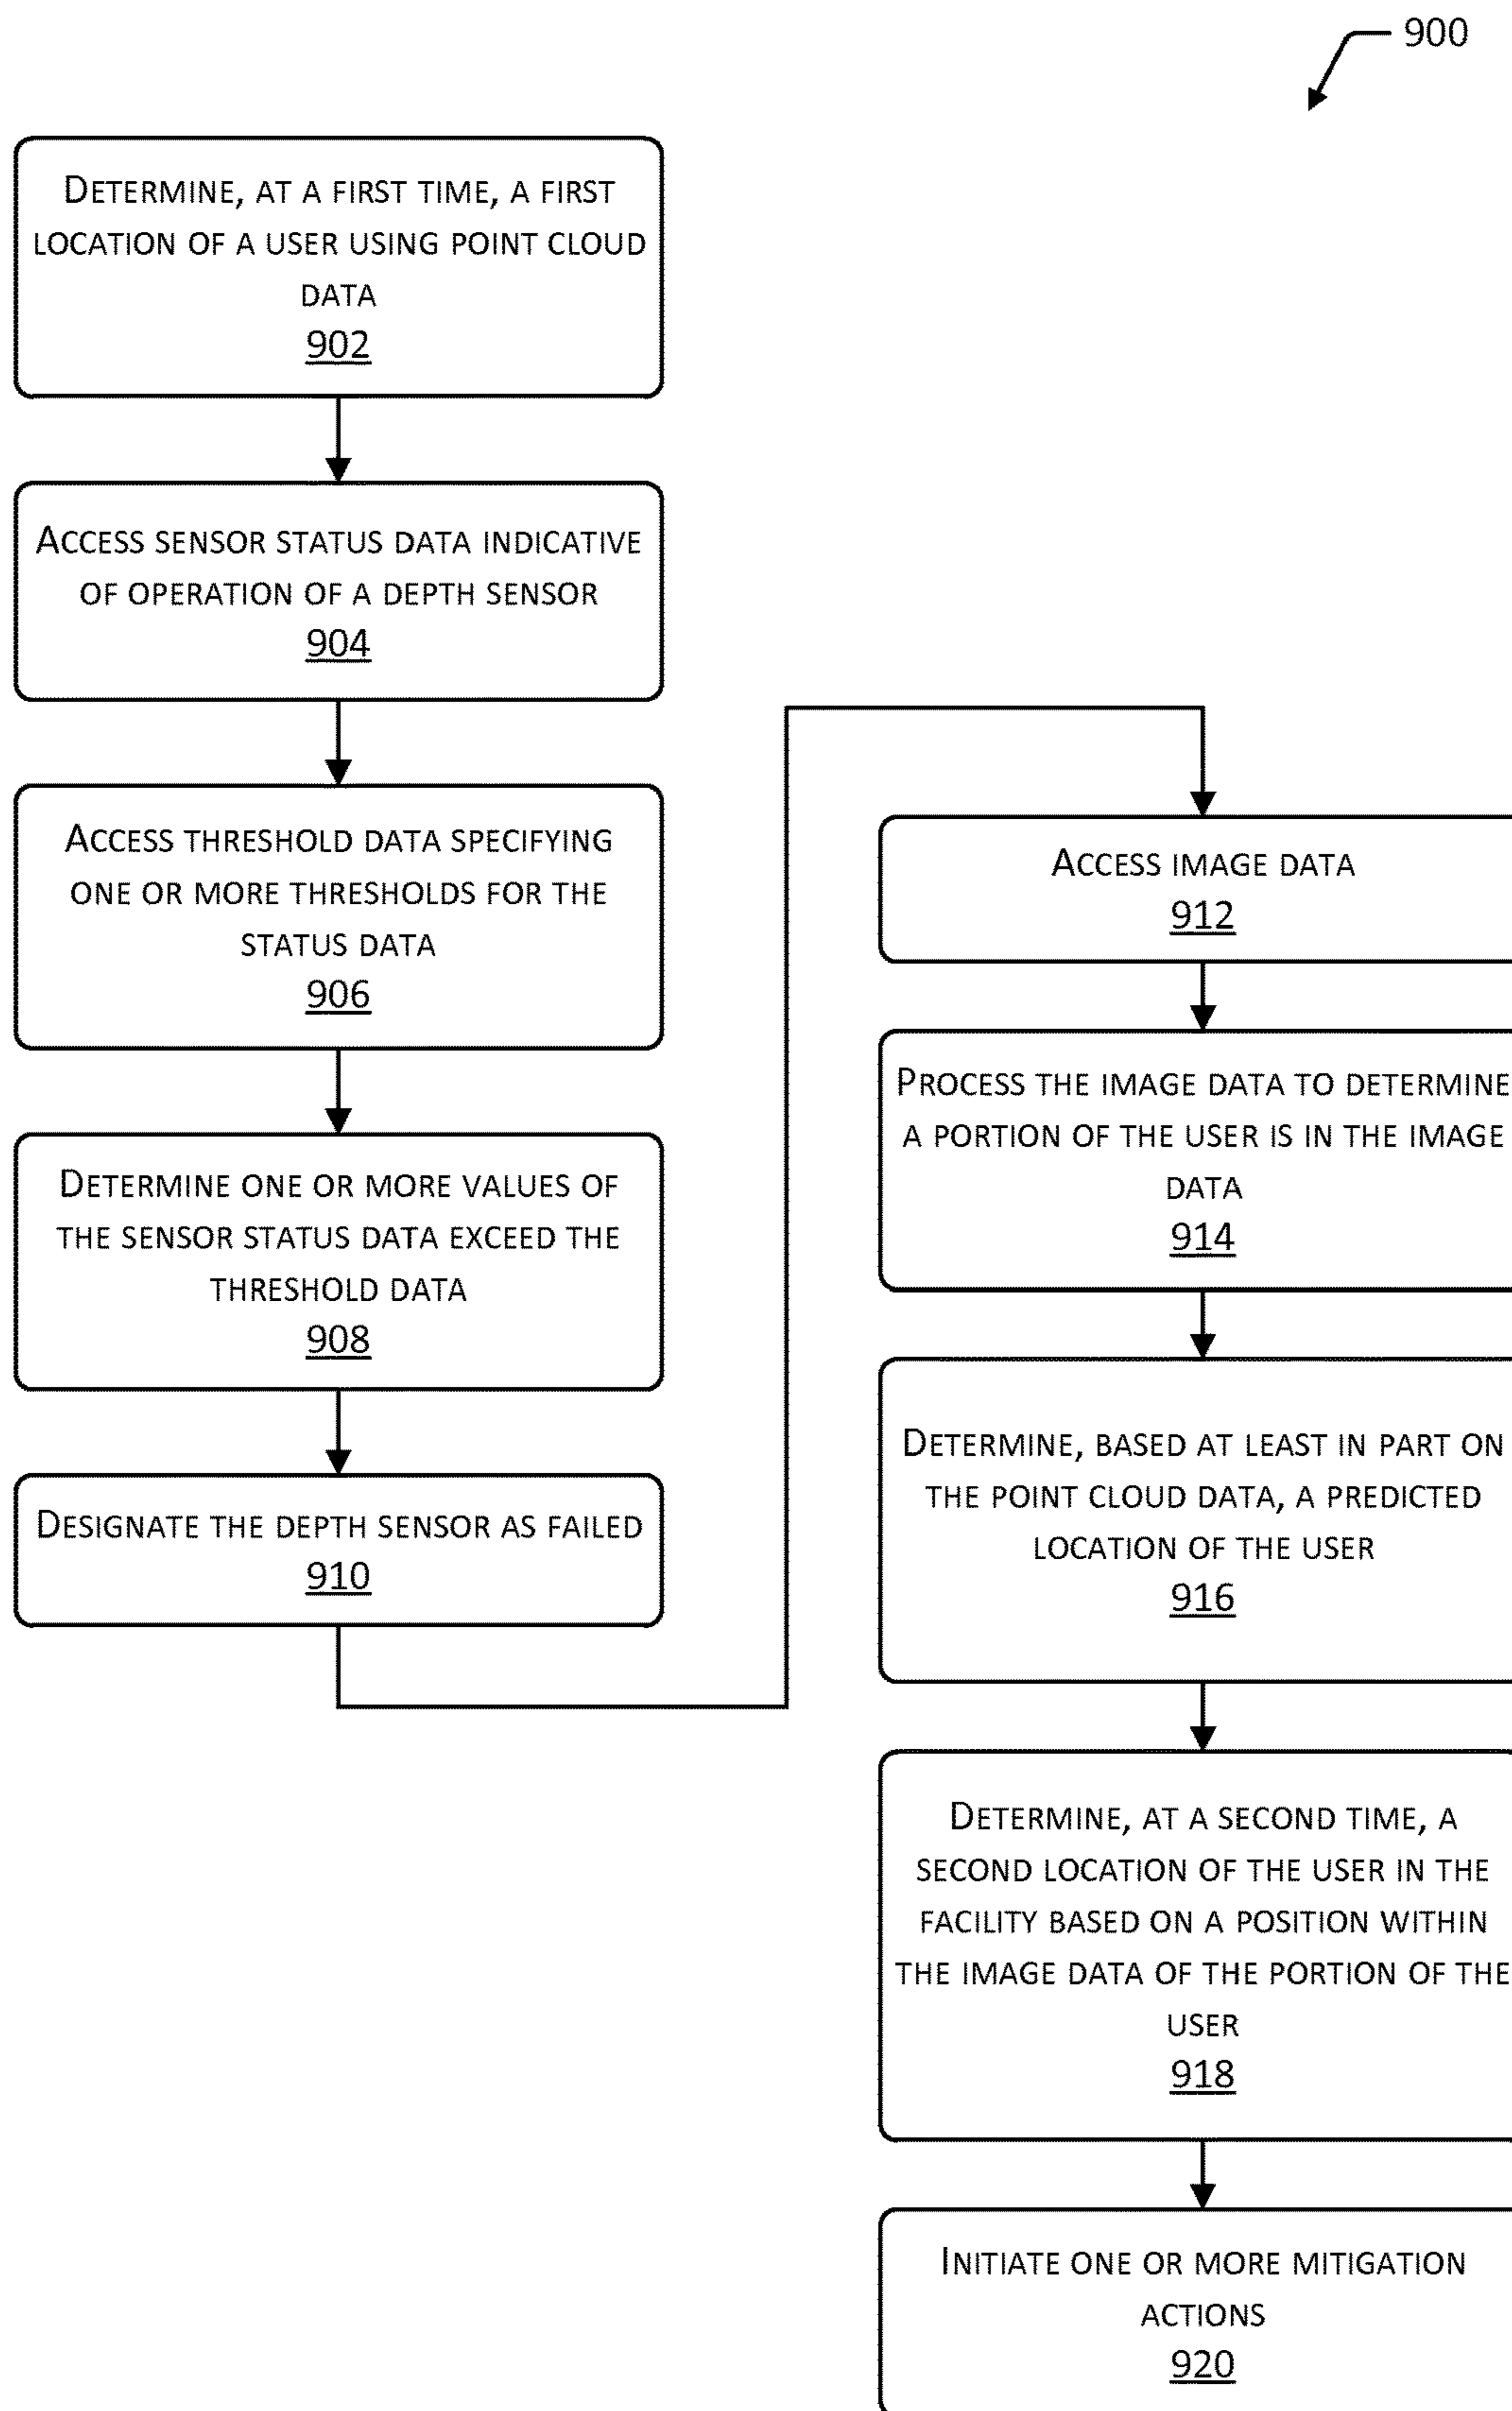 900
DETERMINE, AT A FIRST TIME, A FIRST
LOCATION OF A USER USING POINT CLOUD
DATA
902
ACCESS SENSOR STATUS DATA INDICATIVE
OF OPERATION OF A DEPTH SENSOR
904
ACCESS THRESHOLD DATA SPECIFYING
ONE OR MORE THRESHOLDS FOR THE
STATUS DATA
906
DETERMINE ONE OR MORE VALUES OF
THE SENSOR STATUS DATA EXCEED THE
THRESHOLD DATA
908
DESIGNATE THE DEPTH SENSOR AS FAILED
910
ACCESS IMAGE DATA
912
PROCESS THE IMAGE DATA TO DETERMINE
A PORTION OF THE USER IS IN THE IMAGE
DATA
914
DETERMINE, BASED AT LEAST IN PART ON
THE POINT CLOUD DATA, A PREDICTED
LOCATION OF THE USER
916
DETERMINE, AT A SECOND TIME, A
SECOND LOCATION OF THE USER IN THE
FACILITY BASED ON A POSITION WITHIN
THE IMAGE DATA OF THE PORTION OF THE
USER
918
INITIATE ONE OR MORE MITIGATION
ACTIONS
920